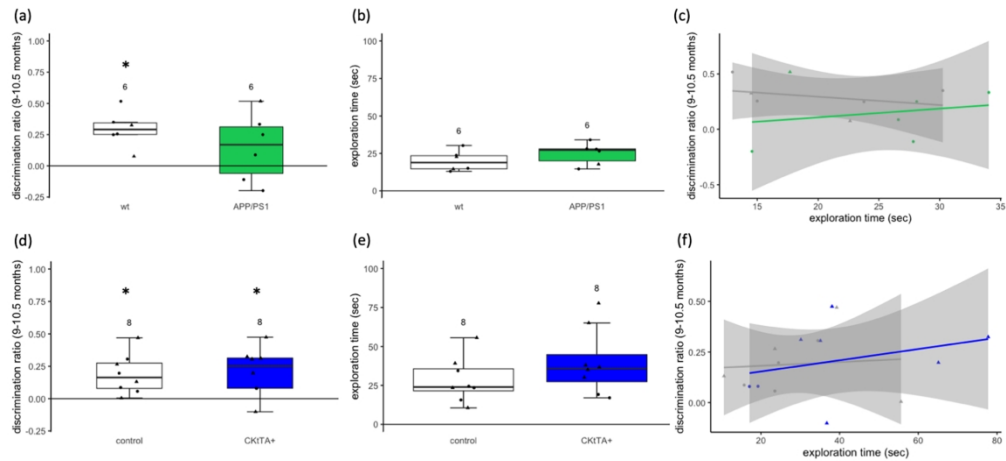 (a)
discrimination ratio (9-10.5 months)
1.00
0.75
0.50
0.25
0.00
-0.25
*
6
6
wt
APP/PS1
(b)
exploration time (sec)
100
75
50
25
0
6
6
wt
APP/PS1
(c)
discrimination ratio (9-10.5 months)
0.5
0.0
-0.5
15
20
25
30
35
exploration time (sec)
(d)
discrimination ratio (9-10.5 months)
1.00
0.75
0.50
0.25
0.00
-0.25
*
*
8
8
control
CKtTA+
(e)
exploration time (sec)
100
75
50
25
0
8
8
control
CKtTA+
(f)
discrimination ratio (9-10.5 months)
0.50
0.25
0.00
20
40
60
80
exploration time (sec)